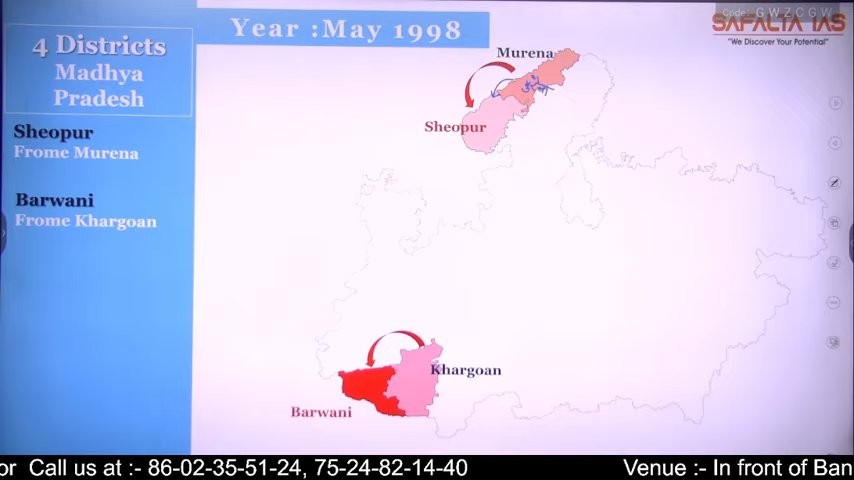 Code: G W Z C G W
SAFALTA IAS
"We Discover Your Potential"
Year :May 1998
4 Districts
Madhya
Pradesh
Sheopur
Frome Murena
Barwani
Frome Khargoan
Murena
Sheopur
Khargoan
Barwani
or Call us at :- 86-02-35-51-24, 75-24-82-14-40 Venue :- In front of Ban